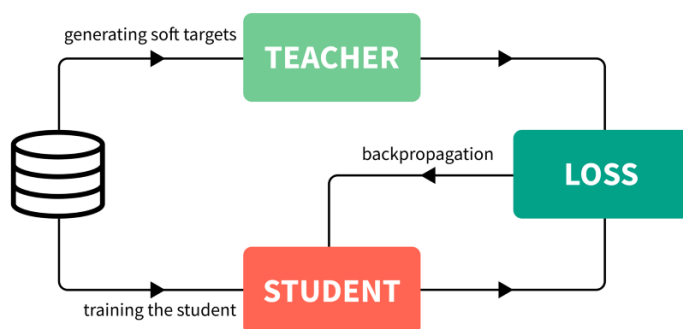 generating soft targets
TEACHER
backpropagation
LOSS
STUDENT
training the student